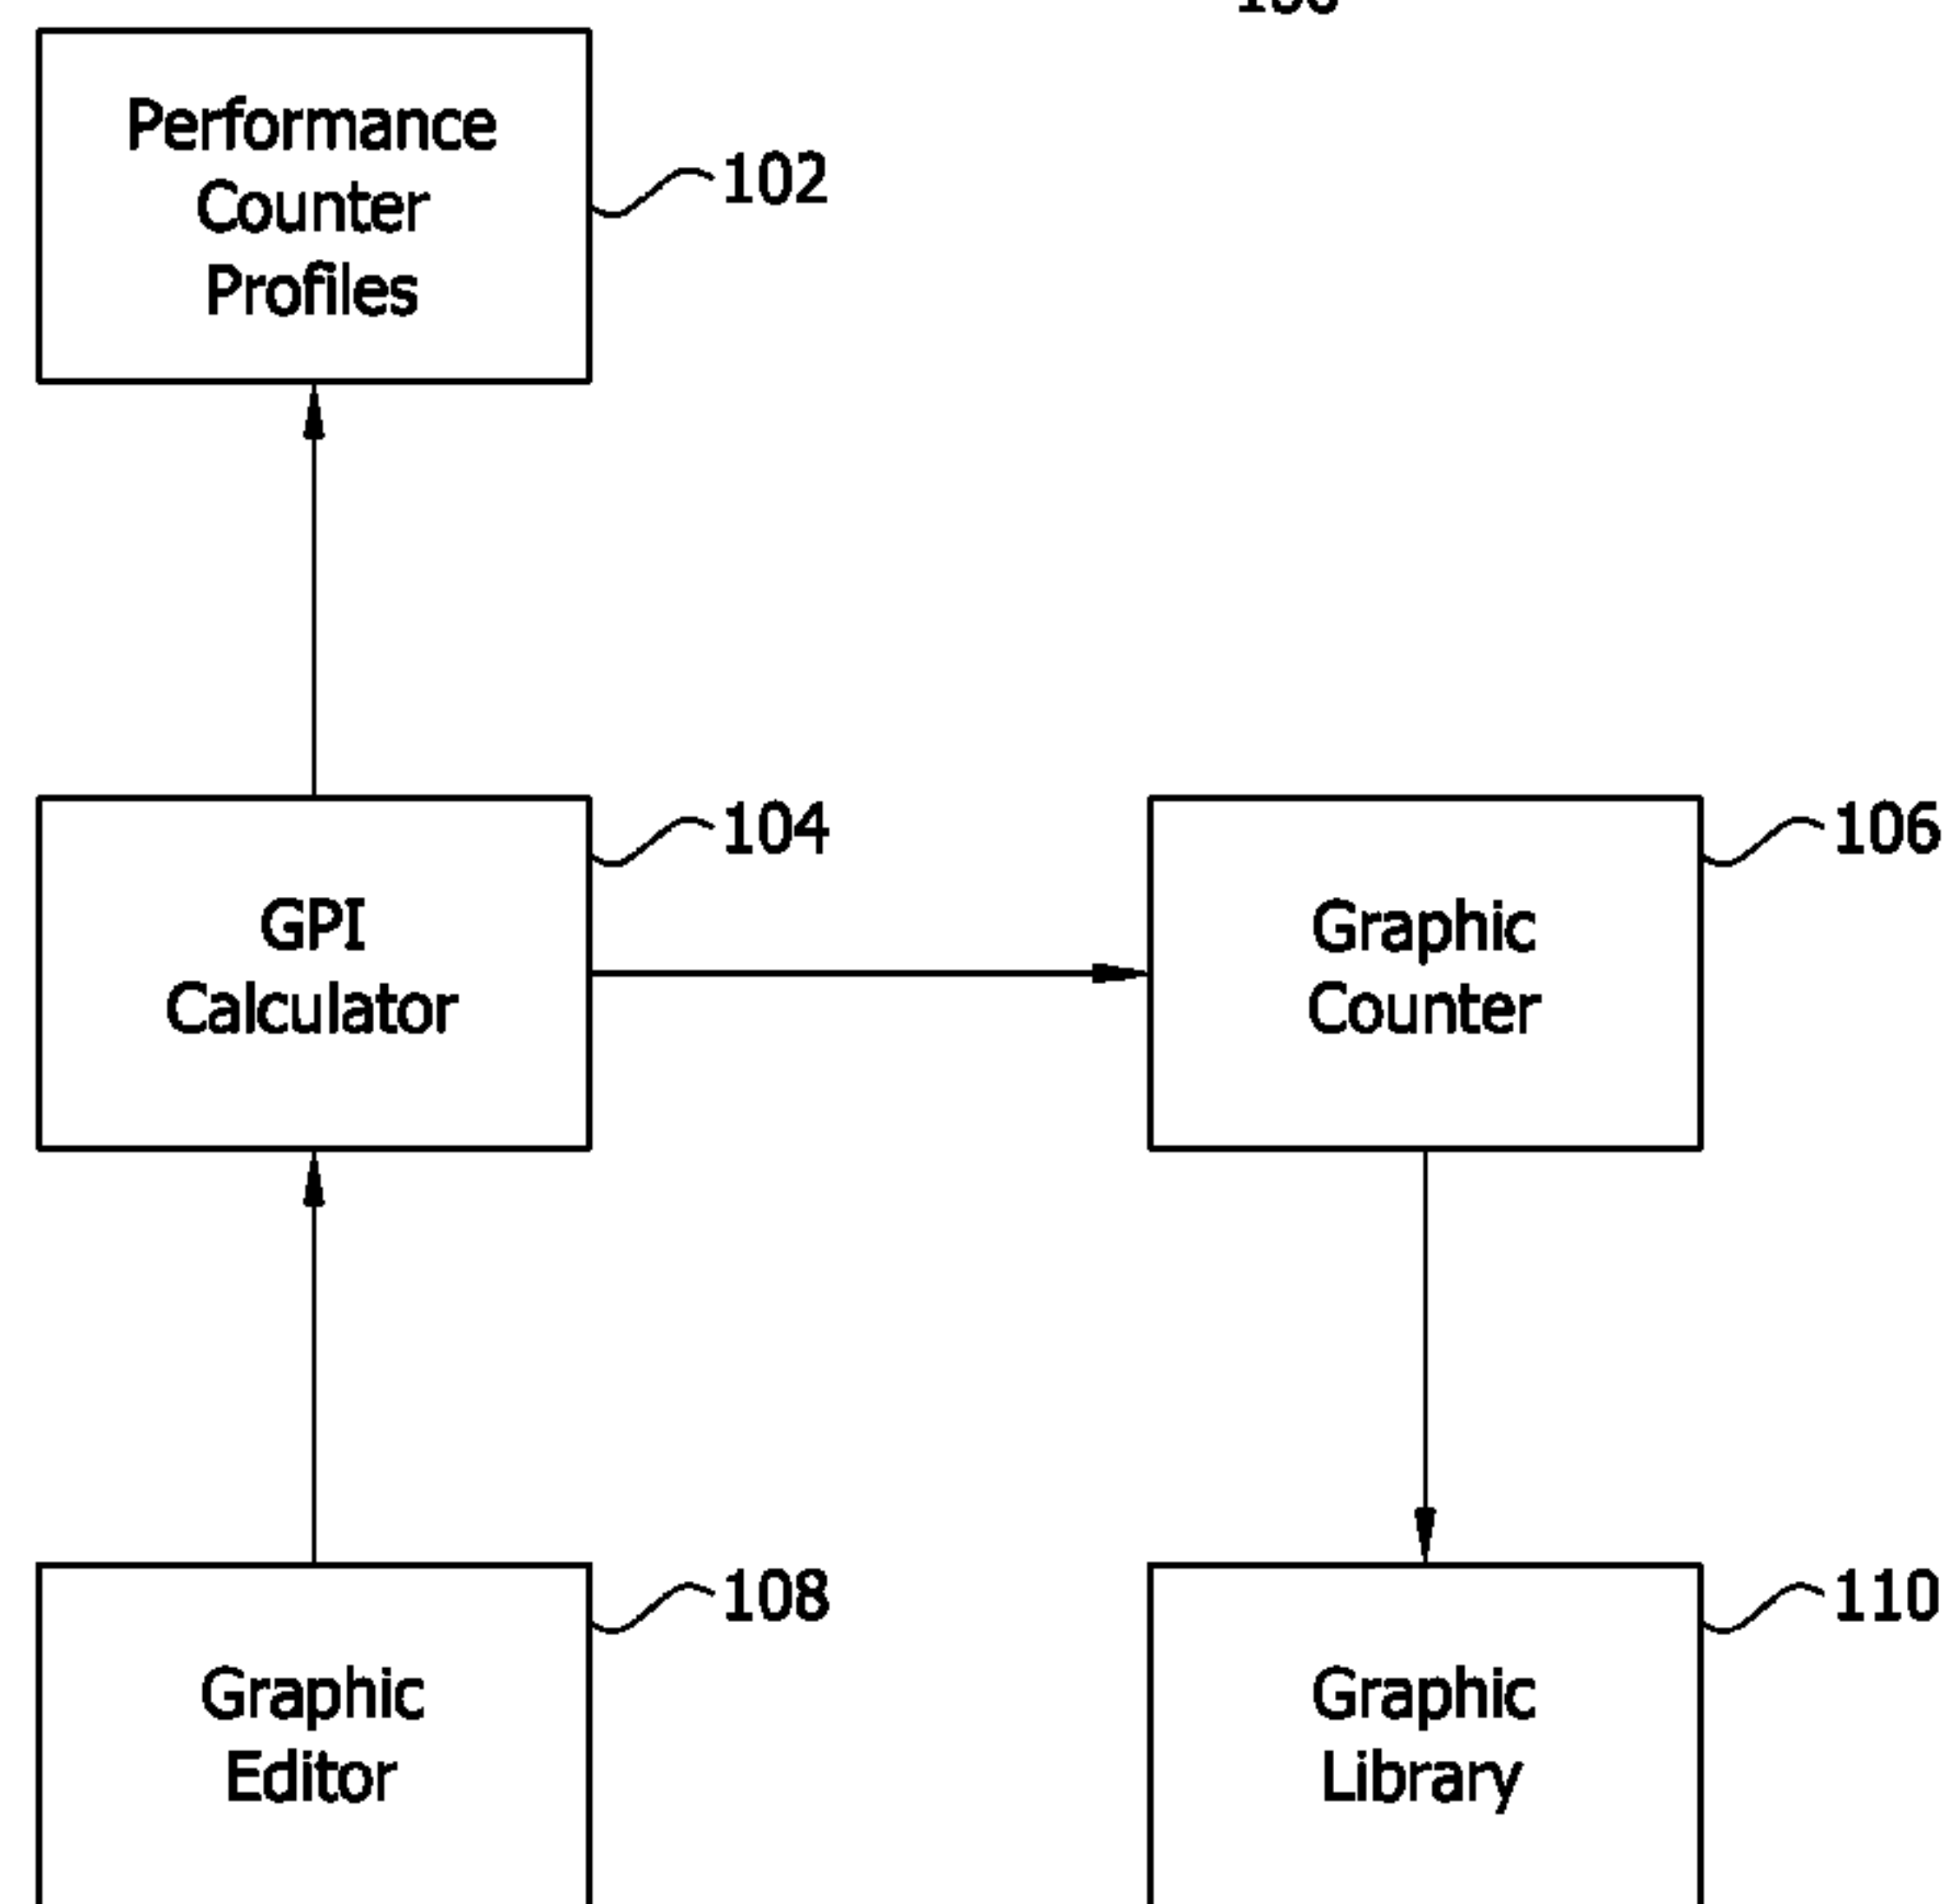 Performance
Counter
Profiles
102
GPI
Calculator
104
Graphic
Counter
106
Graphic
Editor
108
Graphic
Library
110